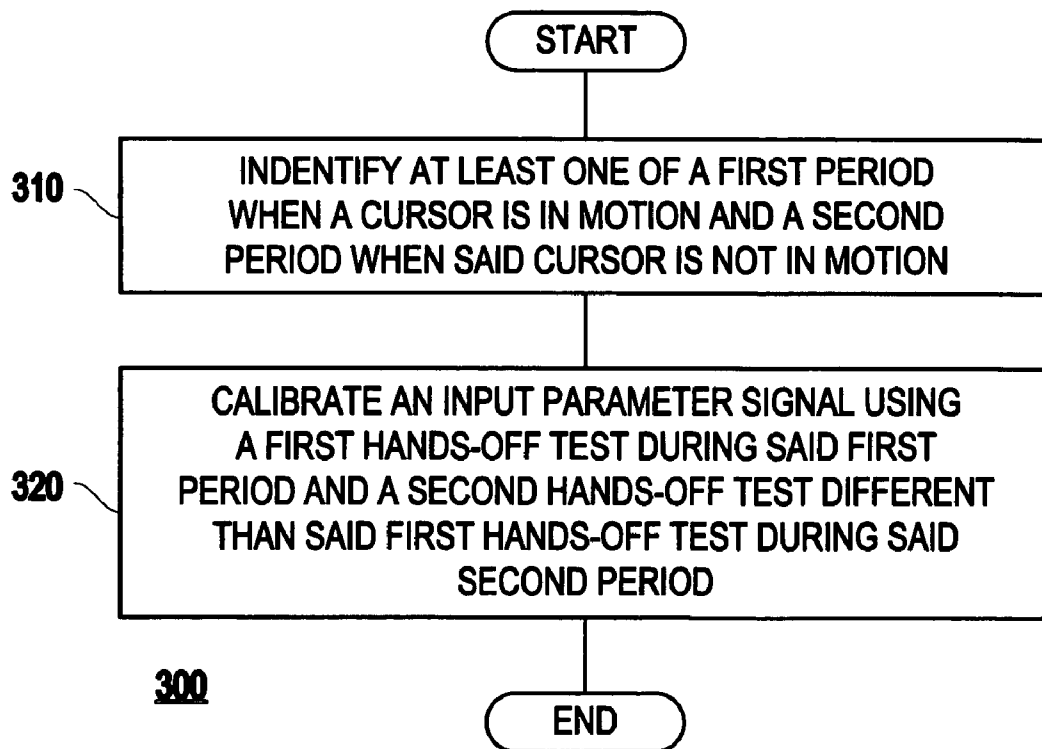 START
310
INDENTIFY AT LEAST ONE OF A FIRST PERIOD
WHEN A CURSOR IS IN MOTION AND A SECOND
PERIOD WHEN SAID CURSOR IS NOT IN MOTION
320
CALIBRATE AN INPUT PARAMETER SIGNAL USING
A FIRST HANDS-OFF TEST DURING SAID FIRST
PERIOD AND A SECOND HANDS-OFF TEST DIFFERENT
THAN SAID FIRST HANDS-OFF TEST DURING SAID
SECOND PERIOD
300
END